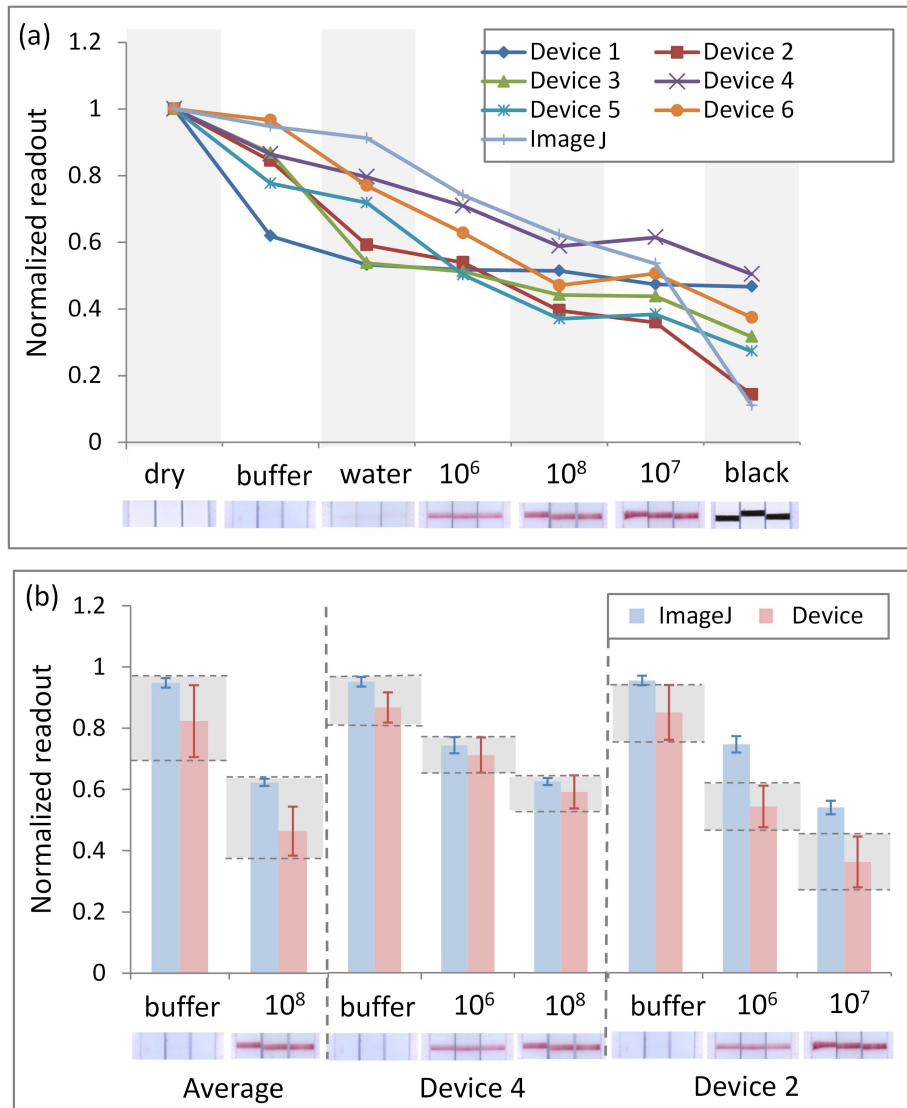 (a)
Normalized readout
1.2
1
0.8
0.6
0.4
0.2
0
Device 1 Device 2
Device 3 Device 4
Device 5 Device 6
Image J
dry buffer water 10⁶ 10⁸ 10⁷ black
(b)
Normalized readout
1.2
1
0.8
0.6
0.4
0.2
0
ImageJ Device
buffer 10⁸ buffer 10⁶ 10⁸ buffer 10⁶ 10⁷
Average Device 4 Device 2